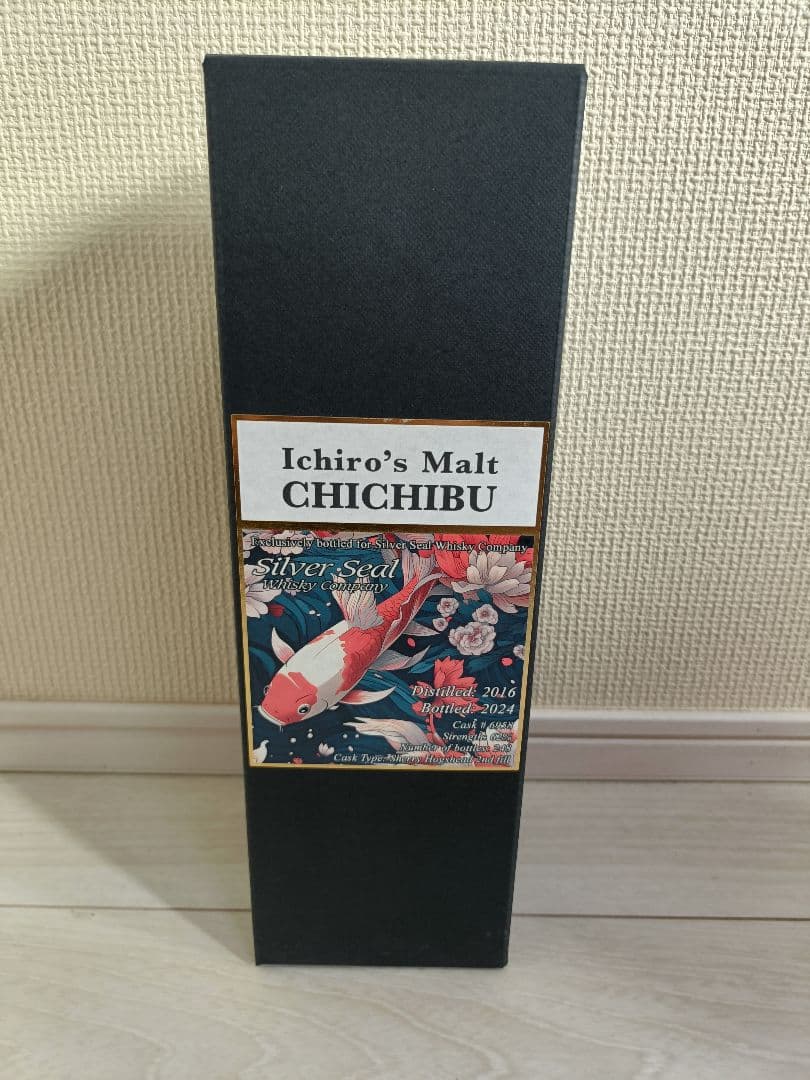 Ichiro's Malt
CHICHIBU
Exclusively bottled for Silver Seal Whisky Company
Silver Seal
Whisky Company
Distilled: 2016
Bottled: 2024
Cask #
Strength:
Number of bottles:
Cask Type: Sherry Hogshead 2nd fill